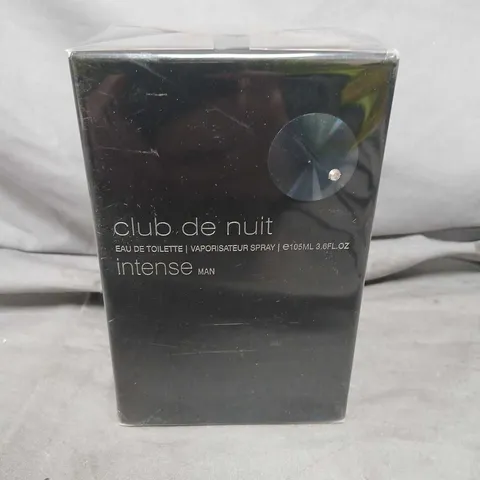 club de nuit
EAU DE TOILETTE | VAPORISATEUR SPRAY | ℮105ML 3.6FL.OZ
intense MAN